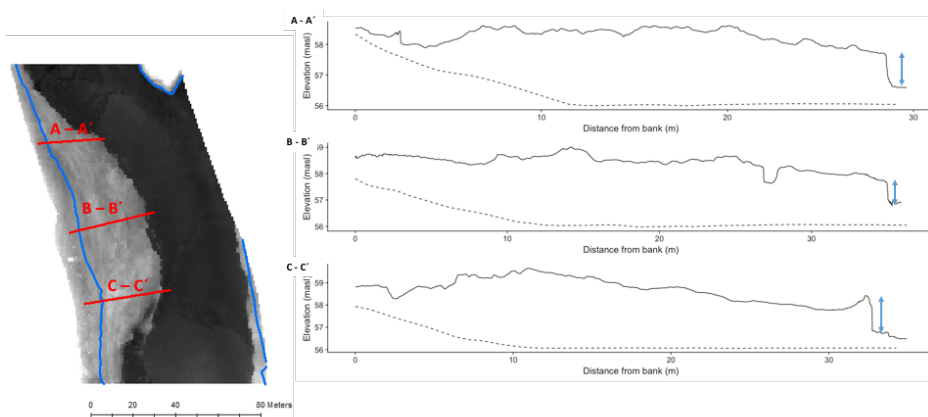 A - A´
Elevation (masl)
58
57
56
0
10
20
30
Distance from bank (m)
B - B´
Elevation (masl)
59
58
57
56
0
10
20
30
Distance from bank (m)
C - C´
Elevation (masl)
59
58
57
56
0
10
20
30
Distance from bank (m)
A – A´
B – B´
C – C´
0 20 40 80 Meters